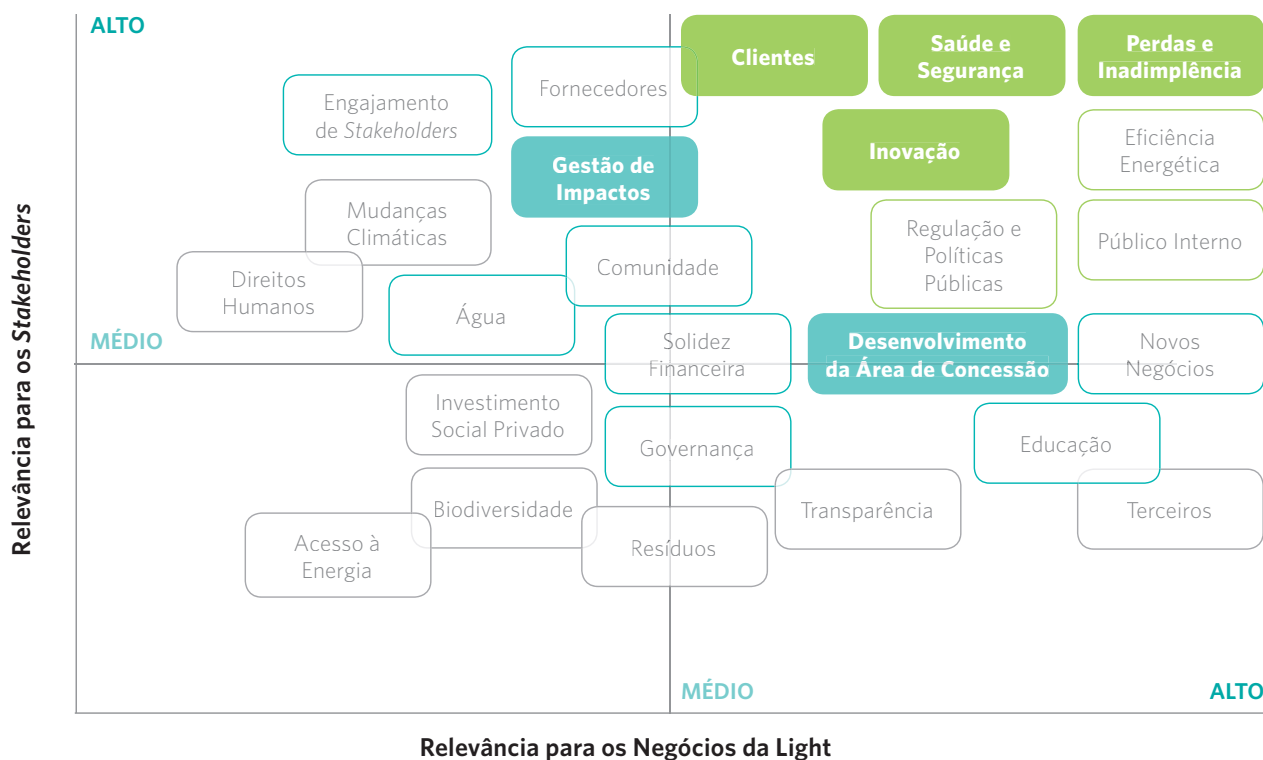 ALTO
Clientes
Saúde e
Segurança
Perdas e
Inadimplência
Fornecedores
Engajamento
de Stakeholders
Inovação
Eficiência
Energética
Gestão de
Impactos
Mudanças
Climáticas
Regulação e
Políticas
Públicas
Público Interno
Comunidade
Direitos
Humanos
Água
MÉDIO
Solidez
Financeira
Desenvolvimento
da Área de Concessão
Novos
Negócios
Investimento
Social Privado
Governança
Educação
Biodiversidade
Transparência
Terceiros
Acesso à
Energia
Resíduos
MÉDIO
ALTO
Relevância para os Stakeholders
Relevância para os Negócios da Light